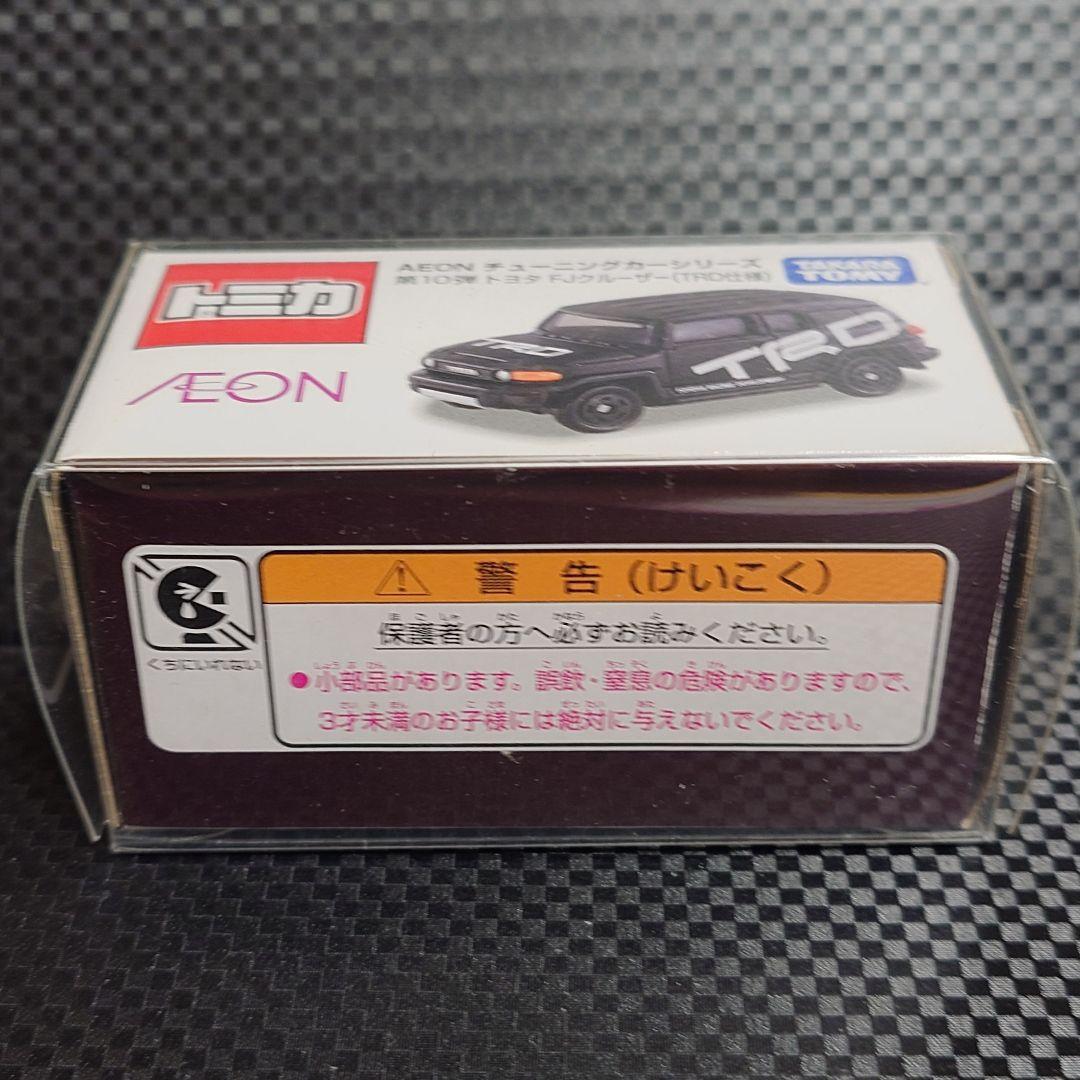 トミカ
AEON チューニングカーシリーズ
第10弾 トヨタ FJクルーザー(TRD仕様)
TAKARA TOMY
ÆON
TRD
TRD
警 告 (けいこく)
くちにいれない
保護者の方へ必ずお読みください。
●小部品があります。誤飲・窒息の危険がありますので、
3才未満のお子様には絶対に与えないでください。